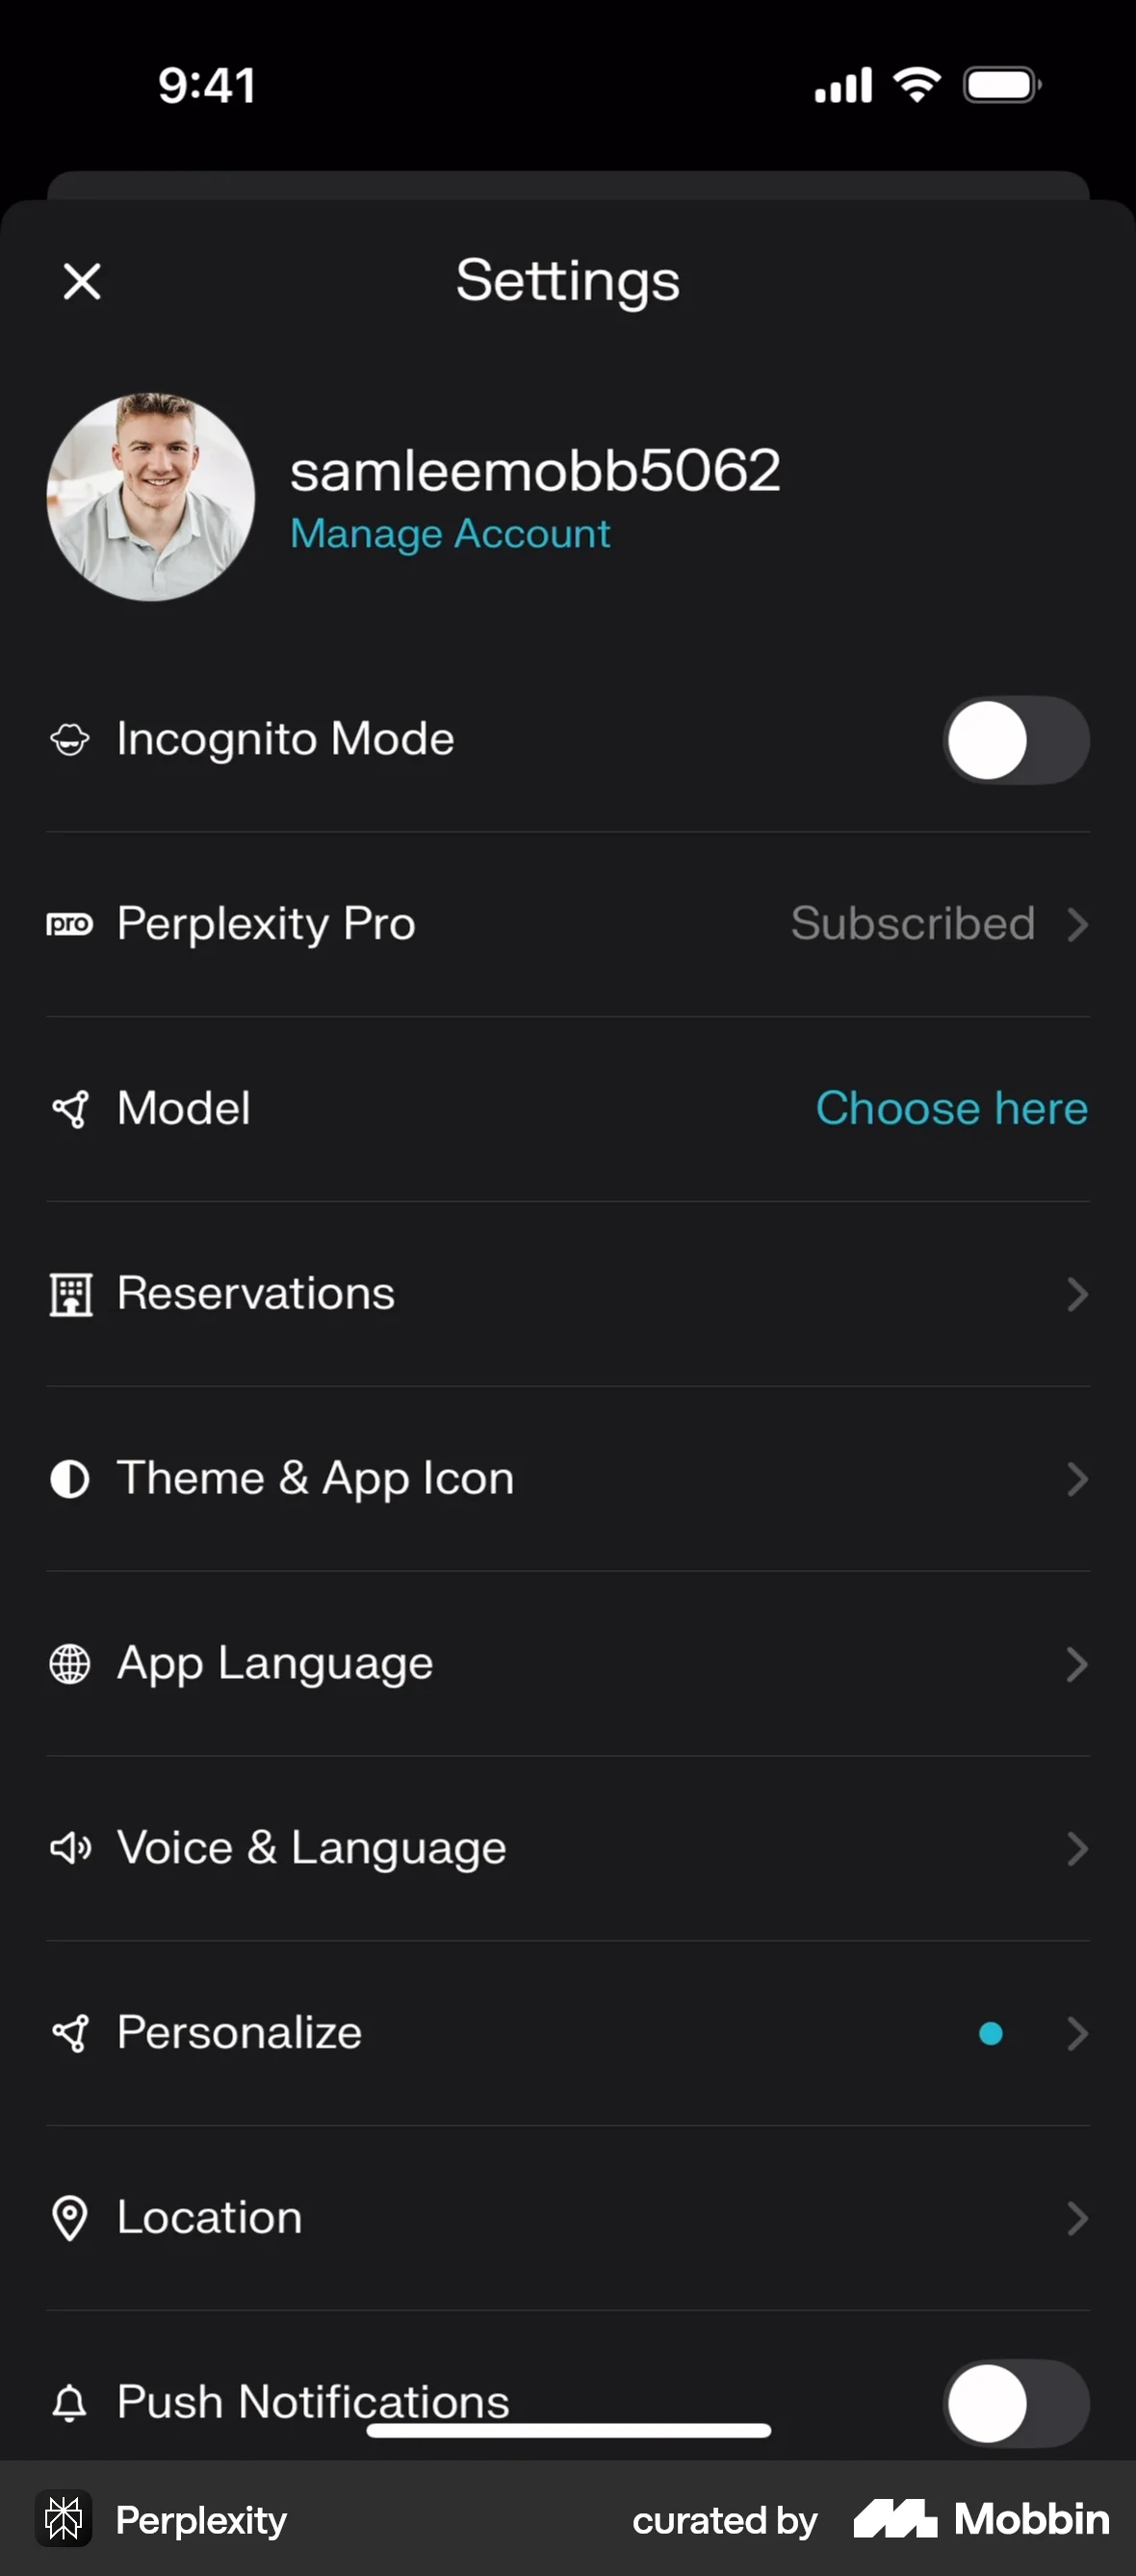 9:41
Settings
samleemobb5062
Manage Account
Incognito Mode
pro Perplexity Pro Subscribed
Model Choose here
Reservations
Theme & App Icon
App Language
Voice & Language
Personalize
Location
Push Notifications
Perplexity curated by Mobbin